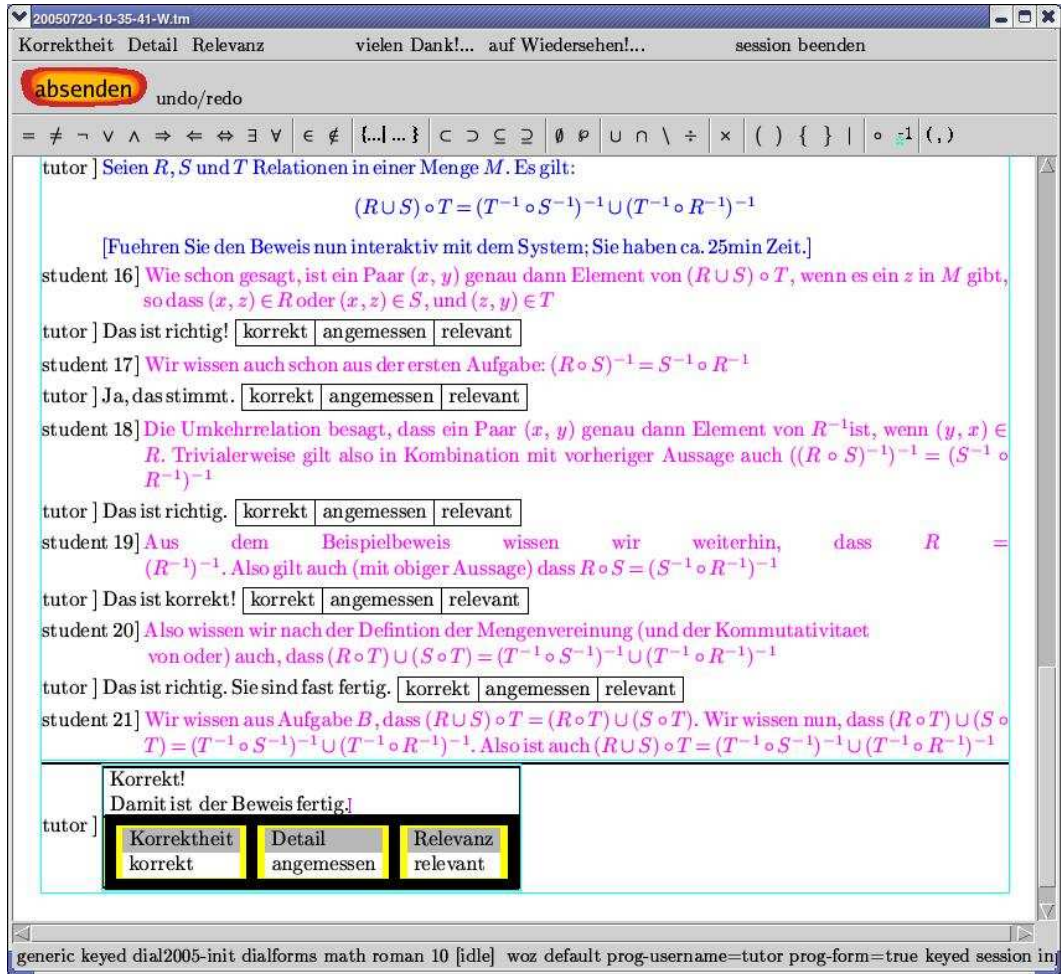 20050720-10-35-41-W.tm
Korrektheit Detail Relevanz vielen Dank!... auf Wiedersehen!... session beenden
absenden undo/redo
= ≠ ¬ ∨ ∧ ⇒ ⇐ ⇔ ∃ ∀ ∈ ∉ {...|...} ⊂ ⊃ ⊆ ⊇ ∅ ℘ ∪ ∩ \ ÷ × ( ) { } | ∘ -1 (,)
tutor ] Seien R, S und T Relationen in einer Menge M. Es gilt:
(R ∪ S) ∘ T = (T⁻¹ ∘ S⁻¹)⁻¹ ∪ (T⁻¹ ∘ R⁻¹)⁻¹
[Fuehren Sie den Beweis nun interaktiv mit dem System; Sie haben ca. 25min Zeit.]
student 16] Wie schon gesagt, ist ein Paar (x, y) genau dann Element von (R ∪ S) ∘ T, wenn es ein z in M gibt,
so dass (x, z) ∈ R oder (x, z) ∈ S, und (z, y) ∈ T
tutor ] Das ist richtig! korrekt angemessen relevant
student 17] Wir wissen auch schon aus der ersten Aufgabe: (R ∘ S)⁻¹ = S⁻¹ ∘ R⁻¹
tutor ] Ja, das stimmt. korrekt angemessen relevant
student 18] Die Umkehrrelation besagt, dass ein Paar (x, y) genau dann Element von R⁻¹ist, wenn (y, x) ∈
R. Trivialerweise gilt also in Kombination mit vorheriger Aussage auch ((R ∘ S)⁻¹)⁻¹ = (S⁻¹ ∘
R⁻¹)⁻¹
tutor ] Das ist richtig. korrekt angemessen relevant
student 19] Aus dem Beispielbeweis wissen wir weiterhin, dass R =
(R⁻¹)⁻¹. Also gilt auch (mit obiger Aussage) dass R ∘ S = (S⁻¹ ∘ R⁻¹)⁻¹
tutor ] Das ist korrekt! korrekt angemessen relevant
student 20] Also wissen wir nach der Defintion der Mengenvereinung (und der Kommutativitaet
von oder) auch, dass (R ∘ T) ∪ (S ∘ T) = (T⁻¹ ∘ S⁻¹)⁻¹ ∪ (T⁻¹ ∘ R⁻¹)⁻¹
tutor ] Das ist richtig. Sie sind fast fertig. korrekt angemessen relevant
student 21] Wir wissen aus Aufgabe B, dass (R ∪ S) ∘ T = (R ∘ T) ∪ (S ∘ T). Wir wissen nun, dass (R ∘ T) ∪ (S ∘
T) = (T⁻¹ ∘ S⁻¹)⁻¹ ∪ (T⁻¹ ∘ R⁻¹)⁻¹. Also ist auch (R ∪ S) ∘ T = (T⁻¹ ∘ S⁻¹)⁻¹ ∪ (T⁻¹ ∘ R⁻¹)⁻¹
Korrekt!
Damit ist der Beweis fertig.
tutor ]
Korrektheit Detail Relevanz
korrekt angemessen relevant
generic keyed dial2005-init dialforms math roman 10 [idle] woz default prog-username=tutor prog-form=true keyed session in